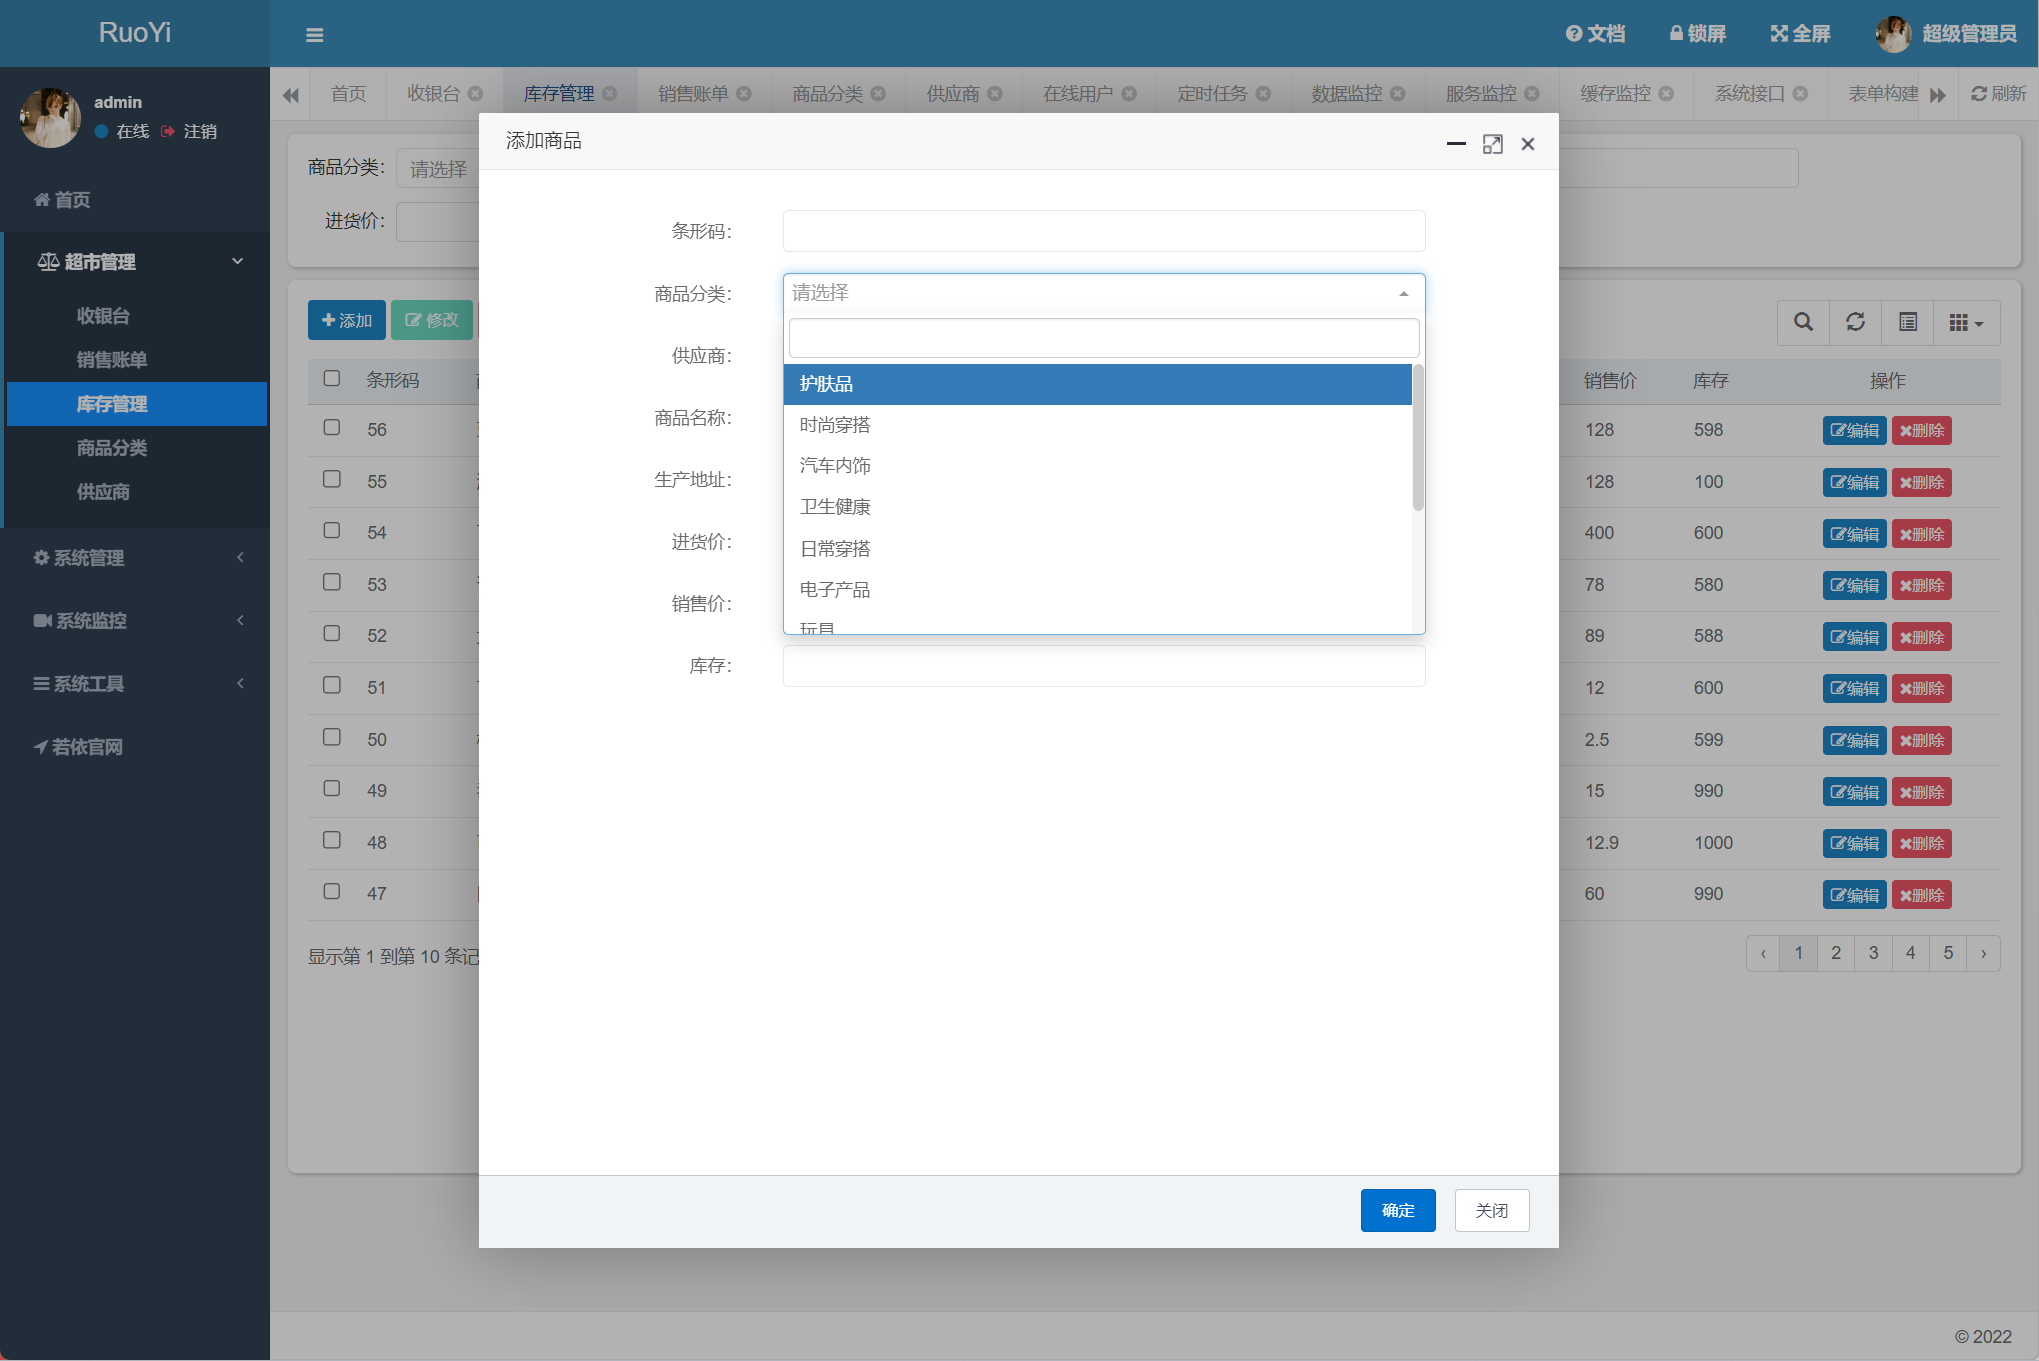 RuoYi
文档
锁屏
全屏
超级管理员
admin
在线 注销
首页
超市管理
收银台
销售账单
库存管理
商品分类
供应商
系统管理
系统监控
系统工具
若依官网
首页
收银台
库存管理
销售账单
商品分类
供应商
在线用户
定时任务
数据监控
服务监控
缓存监控
系统接口
表单构建
刷新
商品分类：
请选择
进货价：
添加
修改
条形码
销售价
库存
操作
56
128
598
编辑
删除
55
128
100
编辑
删除
54
400
600
编辑
删除
53
78
580
编辑
删除
52
89
588
编辑
删除
51
12
600
编辑
删除
50
2.5
599
编辑
删除
49
15
990
编辑
删除
48
12.9
1000
编辑
删除
47
60
990
编辑
删除
显示第 1 到第 10 条记
‹ 1 2 3 4 5 ›
添加商品
条形码：
商品分类：
请选择
护肤品
时尚穿搭
汽车内饰
卫生健康
日常穿搭
电子产品
玩具
供应商：
商品名称：
生产地址：
进货价：
销售价：
库存：
确定
关闭
© 2022